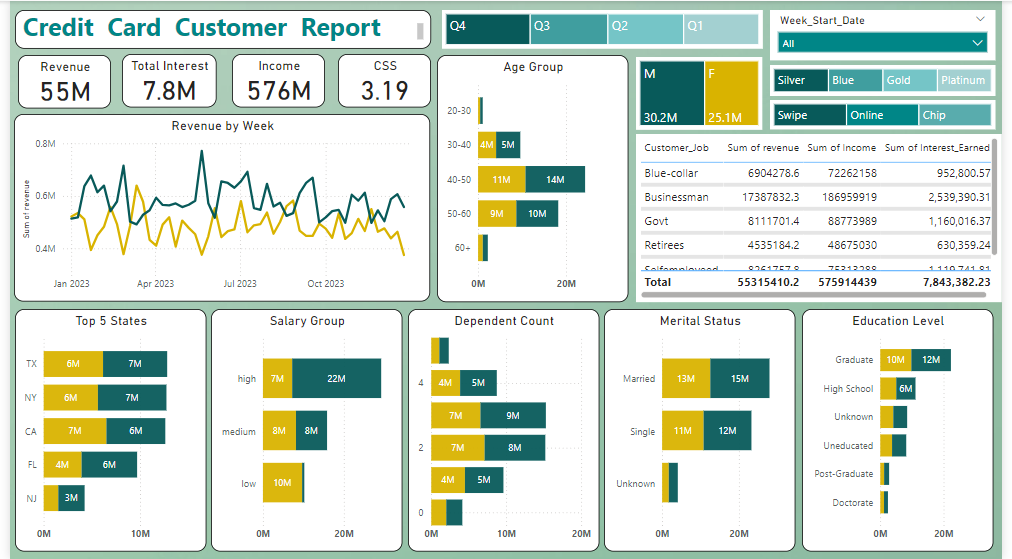 Credit Card Customer Report
Q4 Q3 Q2 Q1
Week_Start_Date
All
Revenue
55M
Total Interest
7.8M
Income
576M
CSS
3.19
Revenue by Week
Sum of revenue
0.8M
0.6M
0.4M
Jan 2023 Apr 2023 Jul 2023 Oct 2023
Age Group
20-30
30-40 4M 5M
40-50 11M 14M
50-60 9M 10M
60+
0M 20M
M F
30.2M 25.1M
Silver Blue Gold Platinum
Swipe Online Chip
Customer_Job Sum of revenue Sum of Income Sum of Interest_Earned
Blue-collar 6904278.6 72262158 952,800.57
Businessman 17387832.3 186959919 2,539,390.31
Govt 8111701.4 88773989 1,160,016.37
Retirees 4535184.2 48675030 630,359.24
Selfemployeed 8261757.8 75313288 1,119,741.81
Total 55315410.2 575914439 7,843,382.23
Top 5 States
TX 6M 7M
NY 6M 7M
CA 7M 6M
FL 4M 6M
NJ 3M
0M 10M
Salary Group
high 7M 22M
medium 8M 8M
low 10M
0M 20M
Dependent Count
4 4M 5M
7M 9M
2 7M 8M
4M 5M
0
0M 10M 20M
Merital Status
Married 13M 15M
Single 11M 12M
Unknown
0M 20M
Education Level
Graduate 10M 12M
High School 6M
Unknown
Uneducated
Post-Graduate
Doctorate
0M 20M